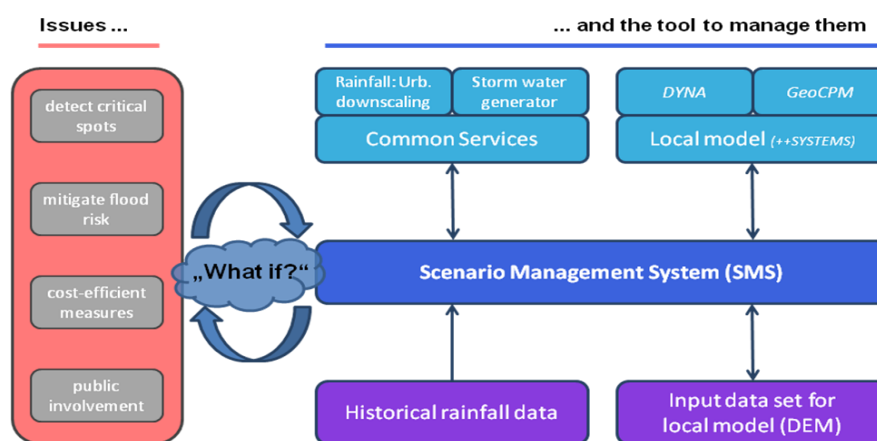 Issues ...
... and the tool to manage them
detect critical
spots
mitigate flood
risk
cost-efficient
measures
public
involvement
„What if?“
Rainfall: Urb.
downscaling
Storm water
generator
Common Services
DYNA
GeoCPM
Local model (++SYSTEMS)
Scenario Management System (SMS)
Historical rainfall data
Input data set for
local model (DEM)